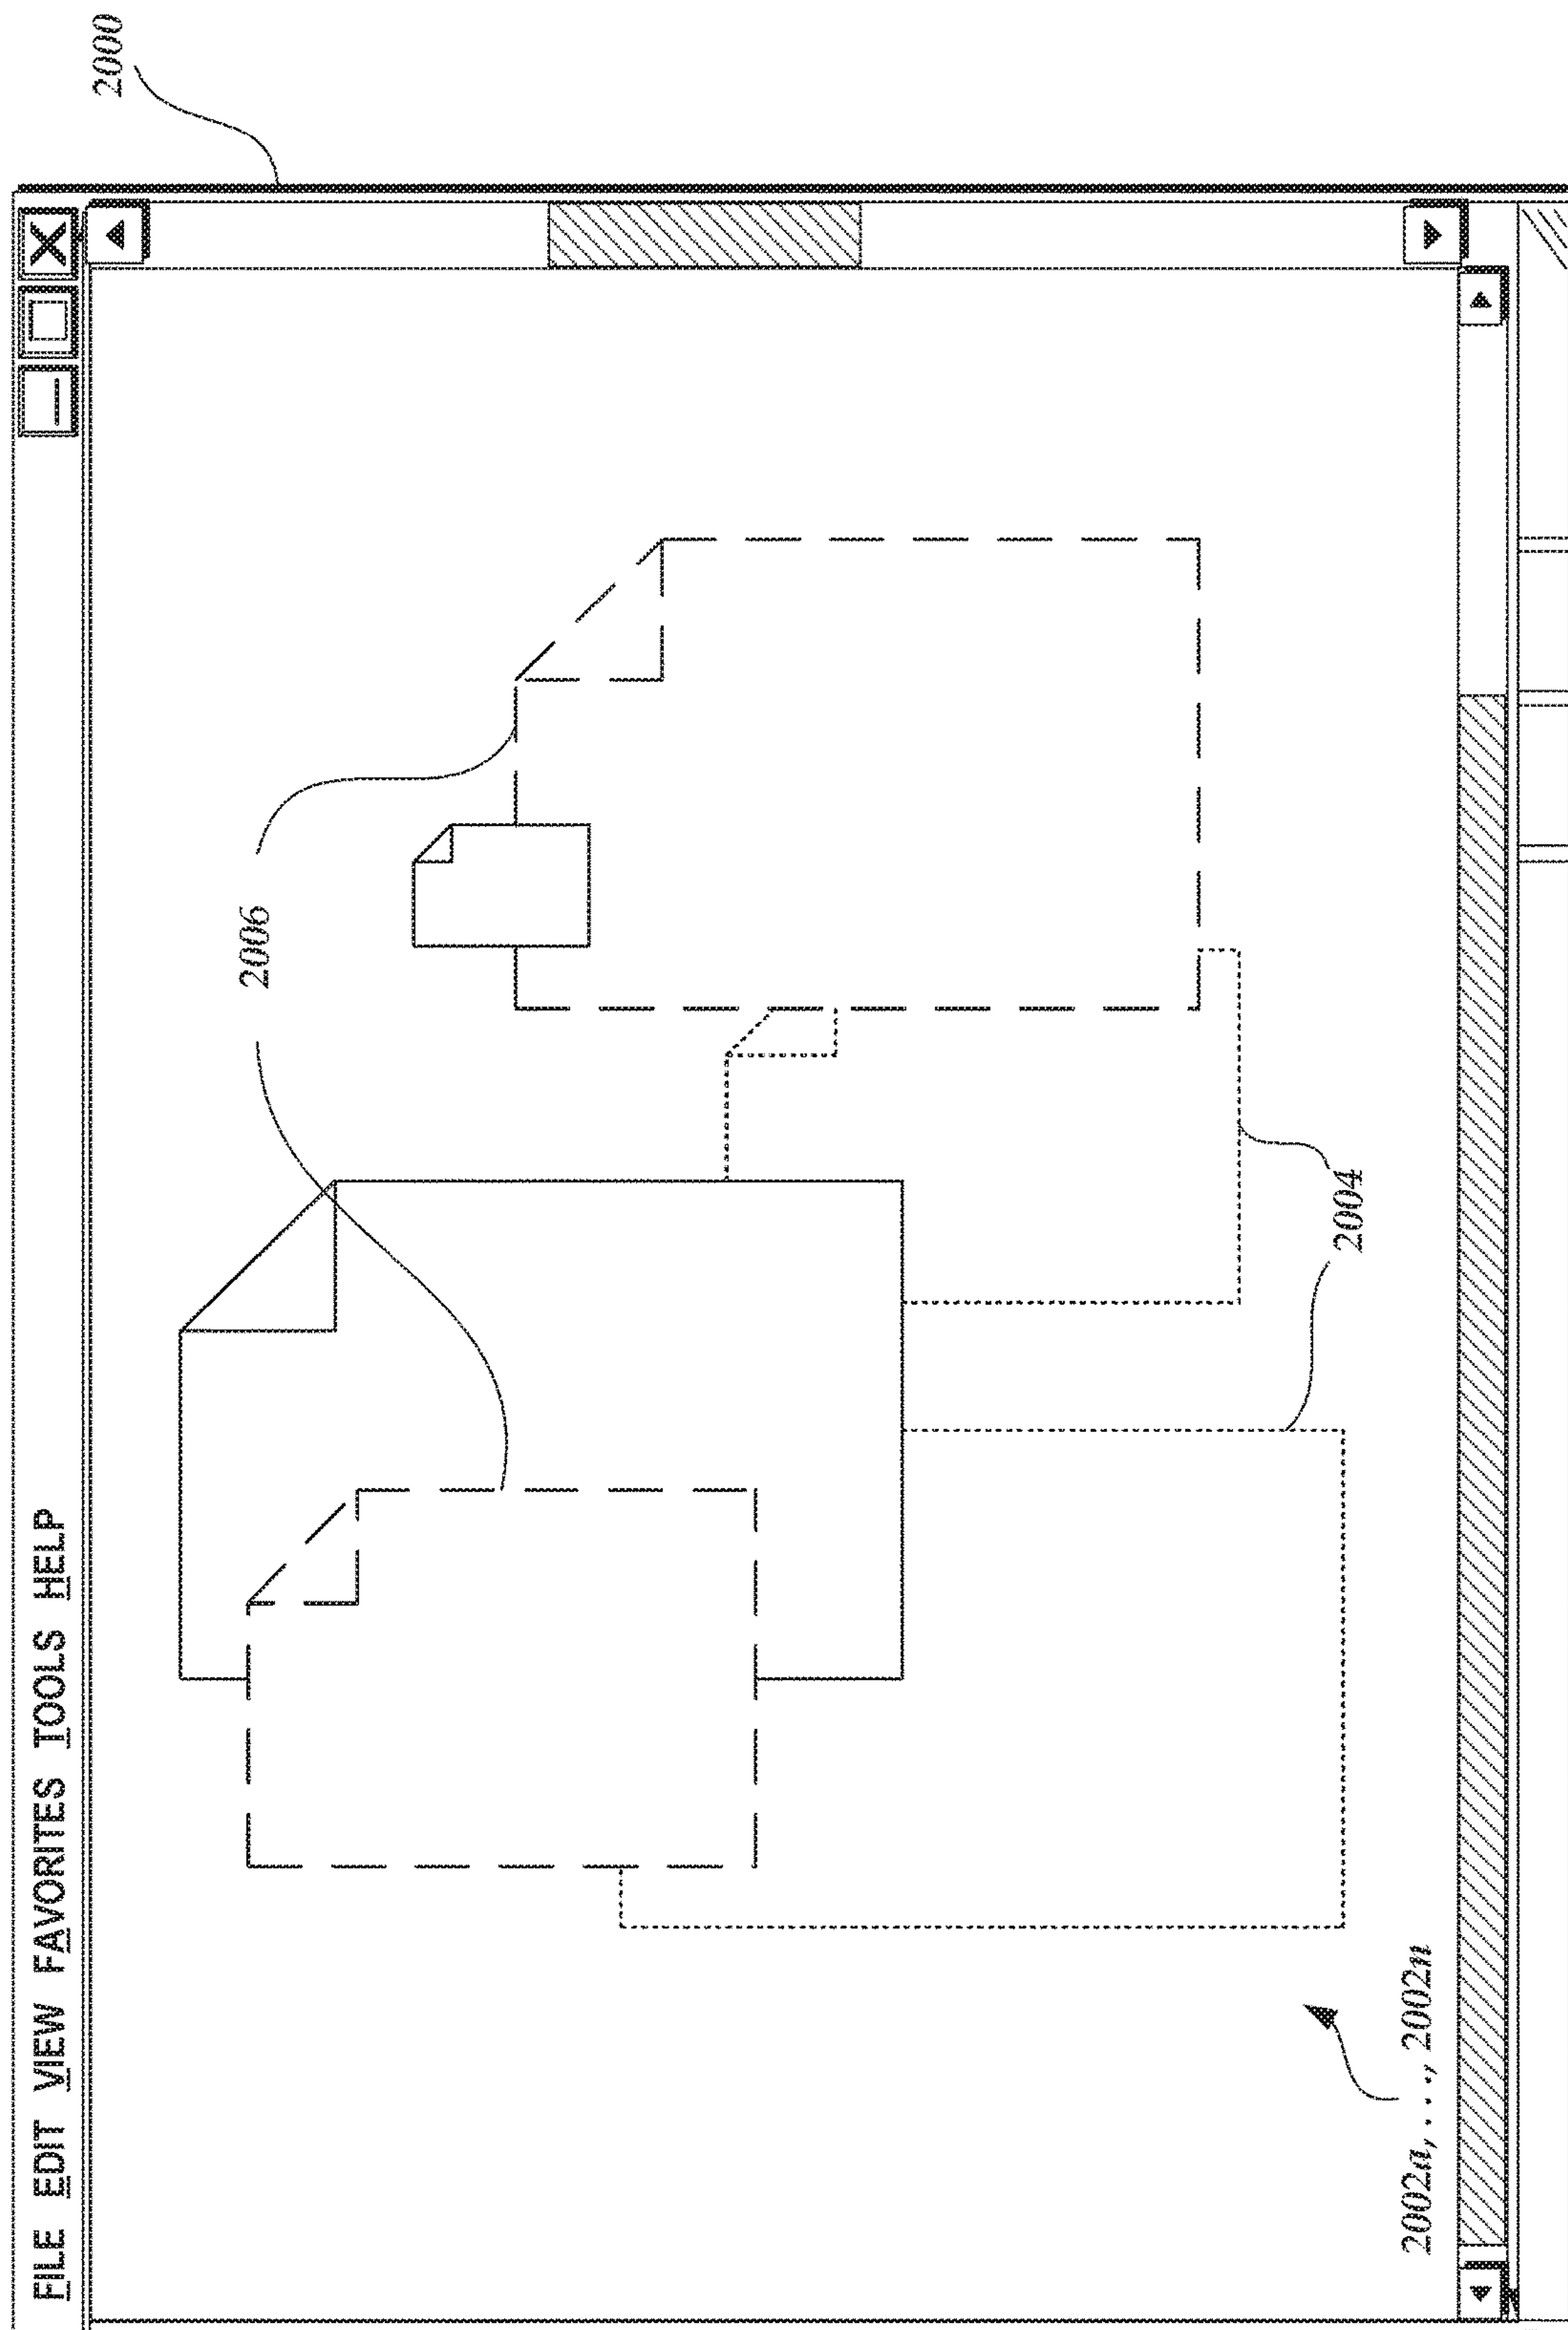 2000
FILE EDIT VIEW FAVORITES TOOLS HELP
2006
2004
2002a, . . ., 2002n